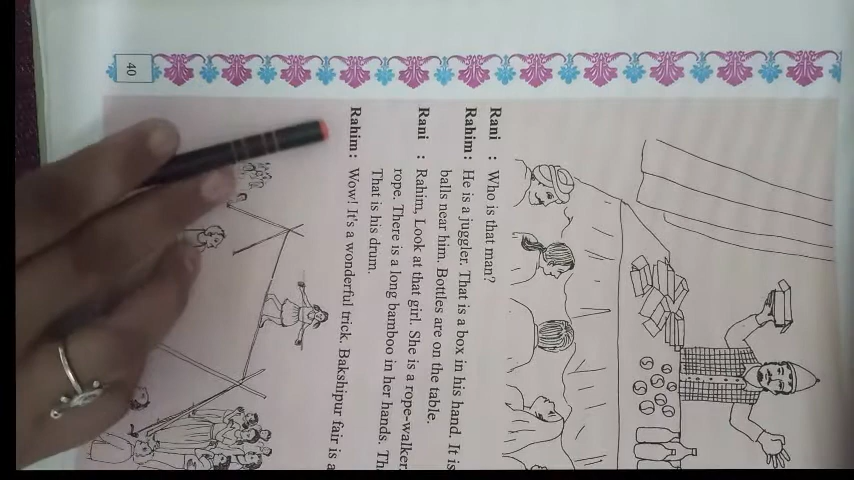 Rani : Who is that man?
Rahim: He is a juggler. That is a box in his hand. It is
balls near him. Bottles are on the table.
Rani : Rahim, Look at that girl. She is a rope-walker.
rope. There is a long bamboo in her hands. Th
That is his drum.
Rahim: Wow! It's a wonderful trick. Bakshipur fair is a
40